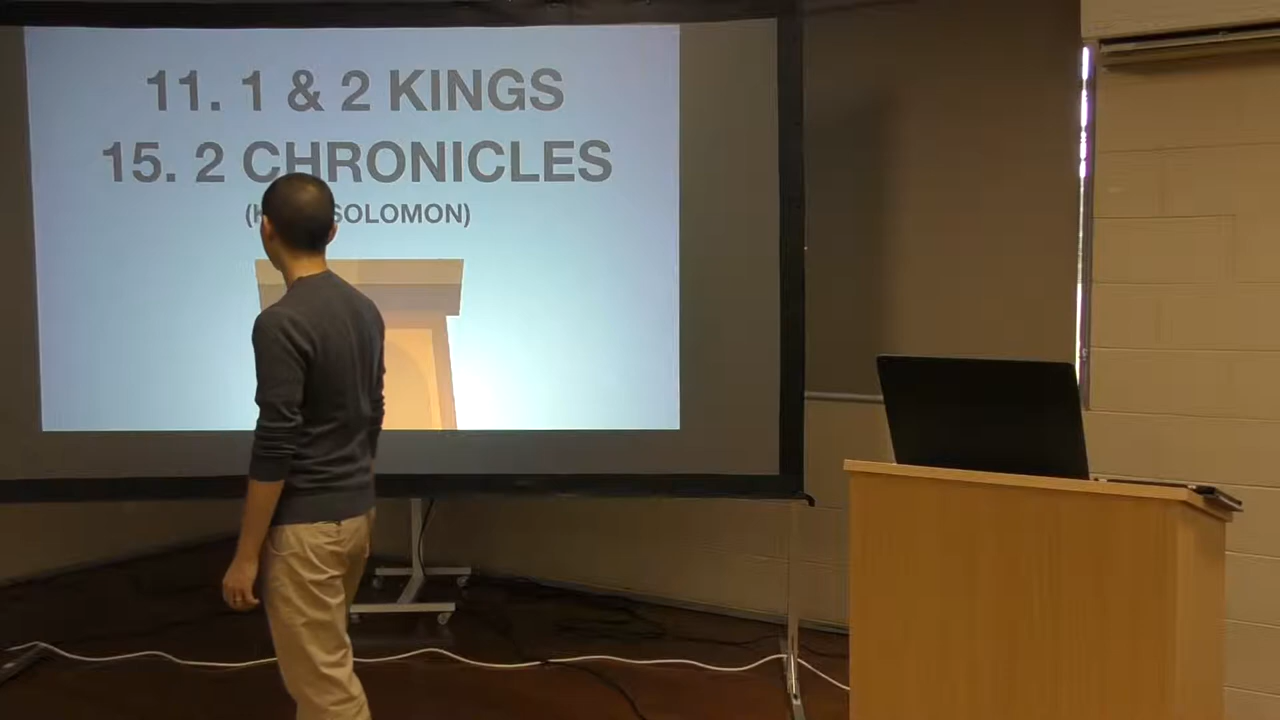 11. 1 & 2 KINGS
15. 2 CHRONICLES
(K SOLOMON)